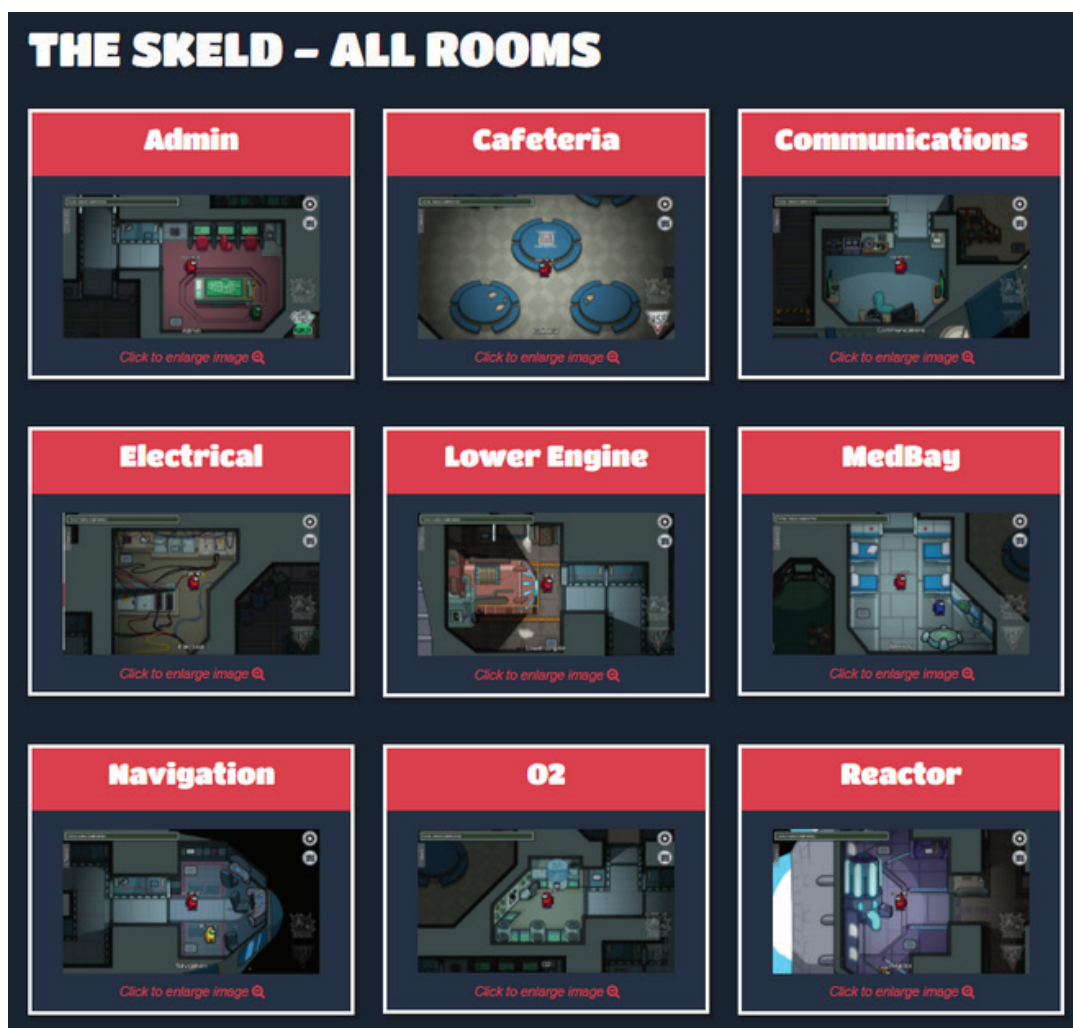 THE SKELD – ALL ROOMS
Admin
Cafeteria
Communications
Click to enlarge image
Click to enlarge image
Communications
Click to enlarge image
Electrical
Lower Engine
MedBay
Click to enlarge image
Click to enlarge image
Click to enlarge image
Navigation
O2
Reactor
Click to enlarge image
O2
Click to enlarge image
Click to enlarge image